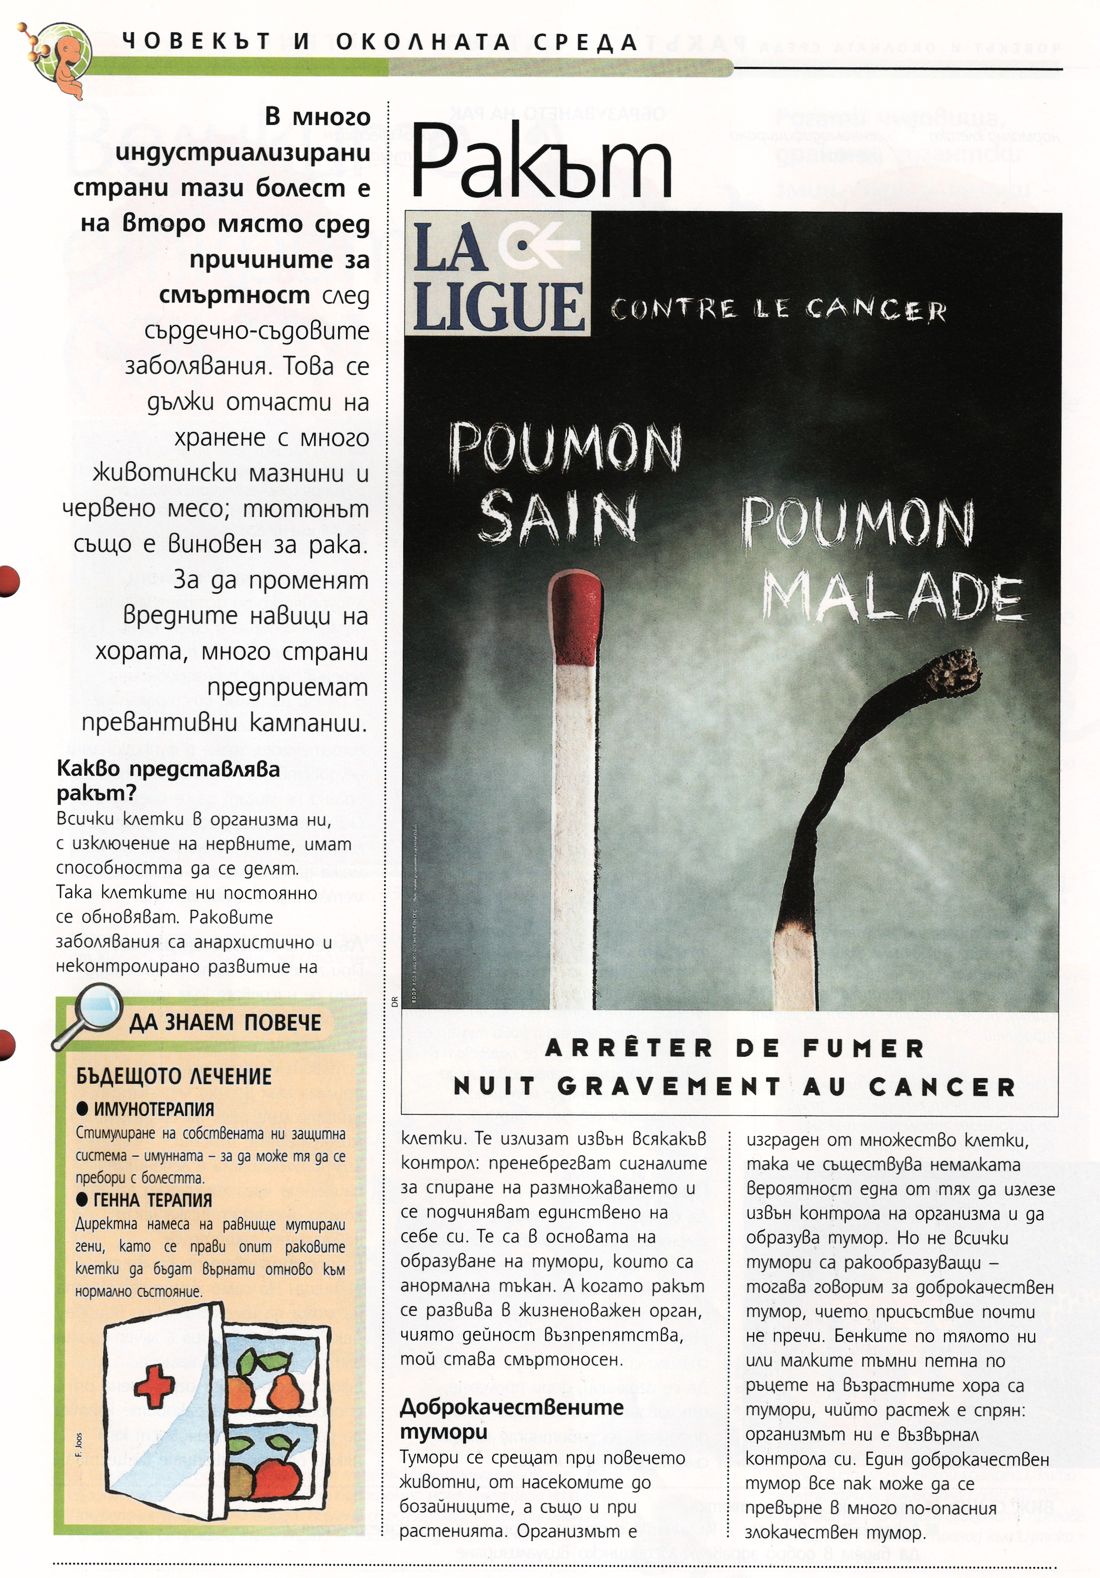 ЧОВЕКЪТ И ОКОЛНАТА СРЕДА
В много
индустриализирани
страни тази болест е
на второ място сред
причините за
смъртност след
сърдечно-съдовите
заболявания. Това се
дължи отчасти на
хранене с много
животински мазнини и
червено месо; тютюнът
също е виновен за рака.
За да променят
вредните навици на
хората, много страни
предприемат
превантивни кампании.
Какво представлява
ракът?
Всички клетки в организма ни,
с изключение на нервните, имат
способността да се делят.
Така клетките ни постоянно
се обновяват. Раковите
заболявания са анархистично и
неконтролирано развитие на
ДА ЗНАЕМ ПОВЕЧЕ
БЪДЕЩОТО ЛЕЧЕНИЕ
● ИМУНОТЕРАПИЯ
Стимулиране на собствената ни защитна
система – имунната – за да може тя да се
пребори с болестта.
● ГЕННА ТЕРАПИЯ
Директна намеса на равнище мутирали
гени, като се прави опит раковите
клетки да бъдат върнати отново към
нормално състояние.
F. Joos
Ракът
LA
LIGUE
CONTRE LE CANCER
POUMON
SAIN
POUMON
MALADE
DR
ARRÊTER DE FUMER
NUIT GRAVEMENT AU CANCER
клетки. Те излизат извън всякакъв
контрол: пренебрегват сигналите
за спиране на размножаването и
се подчиняват единствено на
себе си. Те са в основата на
образуване на тумори, които са
анормална тъкан. А когато ракът
се развива в жизненоважен орган,
чиято дейност възпрепятства,
той става смъртоносен.
Доброкачествените
тумори
Тумори се срещат при повечето
животни, от насекомите до
бозайниците, а също и при
растенията. Организмът е
изграден от множество клетки,
така че съществува немалката
вероятност една от тях да излезе
извън контрола на организма и да
образува тумор. Но не всички
тумори са ракообразуващи –
тогава говорим за доброкачествен
тумор, чието присъствие почти
не пречи. Бенките по тялото ни
или малките тъмни петна по
ръцете на възрастните хора са
тумори, чийто растеж е спрян:
организмът ни е възвърнал
контрола си. Един доброкачествен
тумор все пак може да се
превърне в много по-опасния
злокачествен тумор.